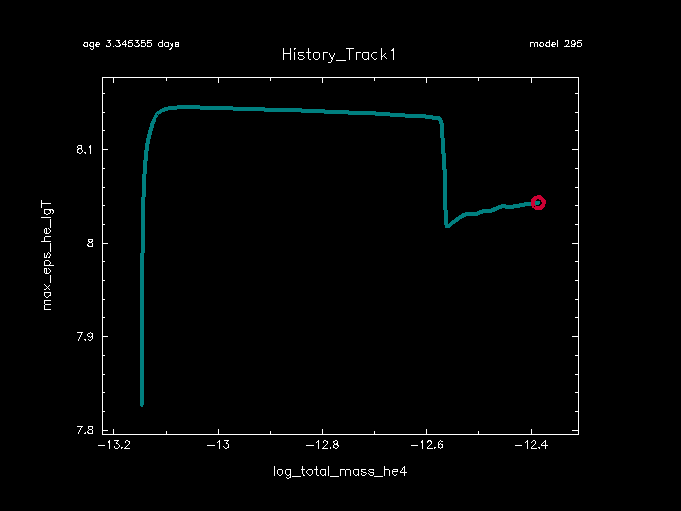 age 3.345355 days
model 295
History_Track1
8.1
8
7.9
7.8
max_eps_he_lgT
-13.2
-13
-12.8
-12.6
-12.4
log_total_mass_he4